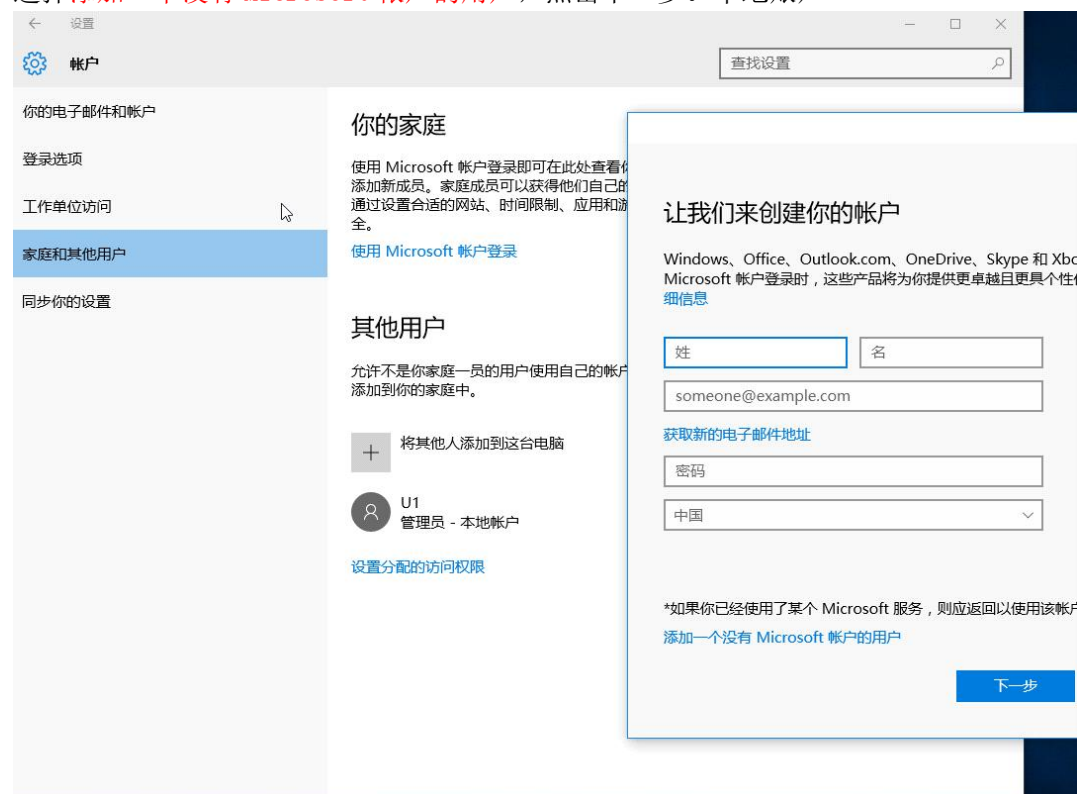 设置
帐户
查找设置
你的电子邮件和帐户
登录选项
工作单位访问
家庭和其他用户
同步你的设置
你的家庭
使用 Microsoft 帐户登录即可在此处查看
添加新成员。家庭成员可以获得他们自己的
通过设置合适的网站、时间限制、应用和游
全。
使用 Microsoft 帐户登录
其他用户
允许不是你家庭一员的用户使用自己的帐户
添加到你的家庭中。
将其他人添加到这台电脑
U1
管理员 - 本地帐户
设置分配的访问权限
让我们来创建你的帐户
Windows、Office、Outlook.com、OneDrive、Skype 和 Xbo
Microsoft 帐户登录时，这些产品将为你提供更卓越且更具个性
细信息
姓
名
someone@example.com
获取新的电子邮件地址
密码
中国
*如果你已经使用了某个 Microsoft 服务，则应返回以使用该帐户
添加一个没有 Microsoft 帐户的用户
下一步